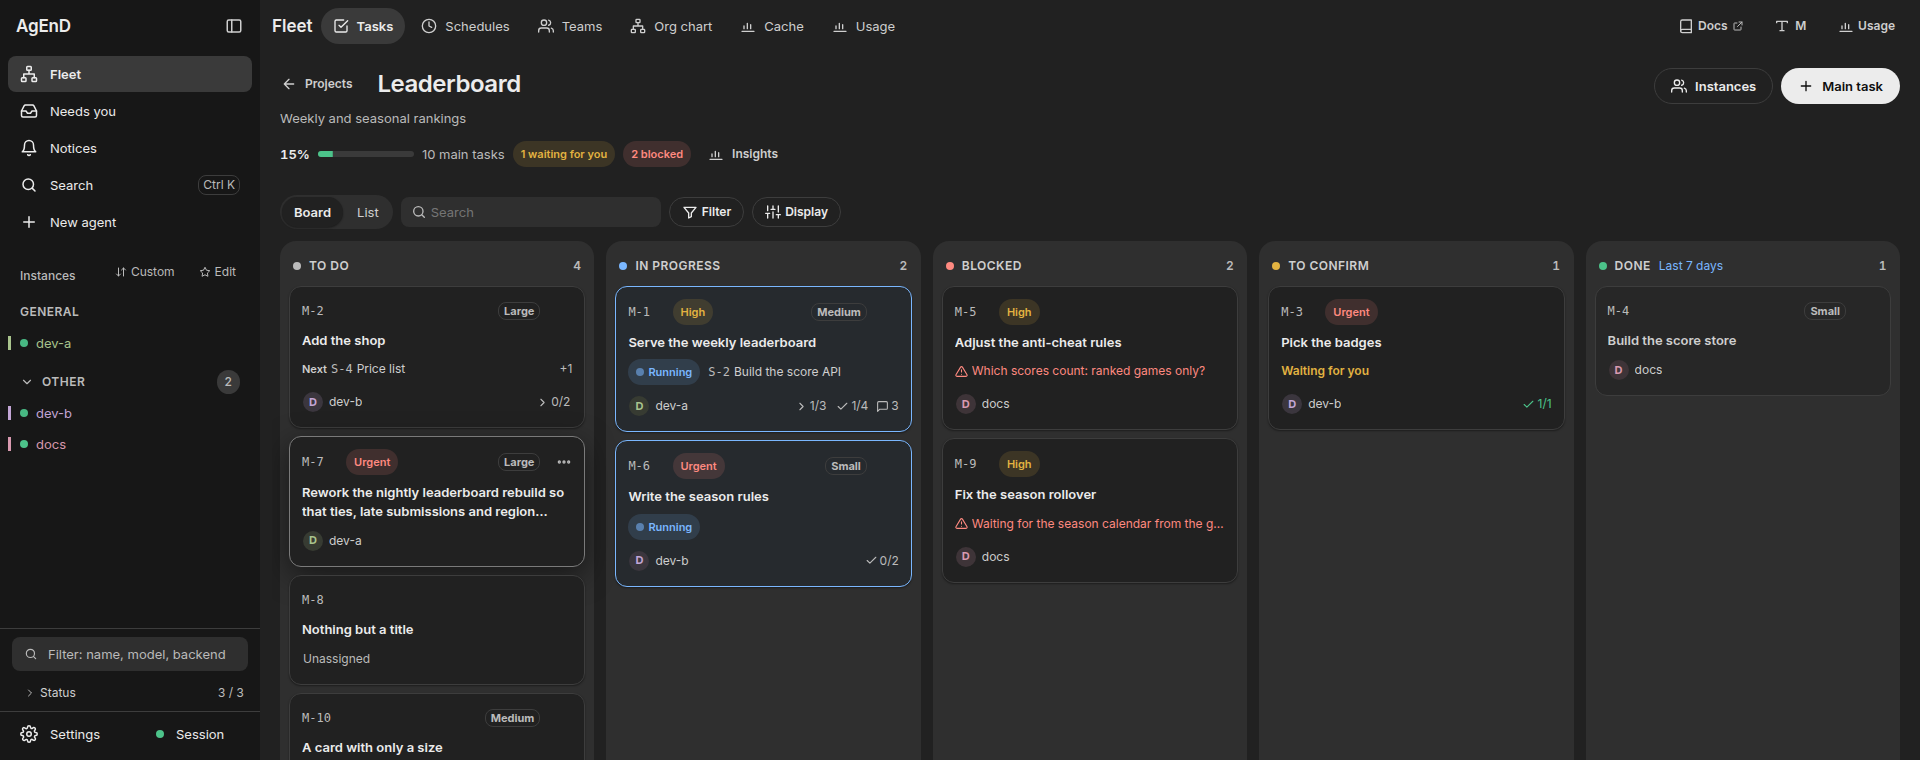 AgEnD
Fleet
Needs you
Notices
Search
Ctrl K
New agent
Instances
Custom
Edit
GENERAL
dev-a
OTHER
2
dev-b
docs
Filter: name, model, backend
Status
3 / 3
Settings
Session
Fleet
Tasks
Schedules
Teams
Org chart
Cache
Usage
Docs
M
Usage
Projects
Leaderboard
Instances
Main task
Weekly and seasonal rankings
15%
10 main tasks
1 waiting for you
2 blocked
Insights
Board
List
Search
Filter
Display
TO DO
4
M-2
Large
Add the shop
Next S-4 Price list
+1
D
dev-b
0/2
M-7
Urgent
Large
Rework the nightly leaderboard rebuild so
that ties, late submissions and region...
D
dev-a
M-8
Nothing but a title
Unassigned
M-10
Medium
A card with only a size
IN PROGRESS
2
M-1
High
Medium
Serve the weekly leaderboard
Running
S-2 Build the score API
D
dev-a
1/3
1/4
3
M-6
Urgent
Small
Write the season rules
Running
D
dev-b
0/2
BLOCKED
2
M-5
High
Adjust the anti-cheat rules
Which scores count: ranked games only?
D
docs
M-9
High
Fix the season rollover
Waiting for the season calendar from the g...
D
docs
TO CONFIRM
1
M-3
Urgent
Pick the badges
Waiting for you
D
dev-b
1/1
DONE
Last 7 days
1
M-4
Small
Build the score store
D
docs